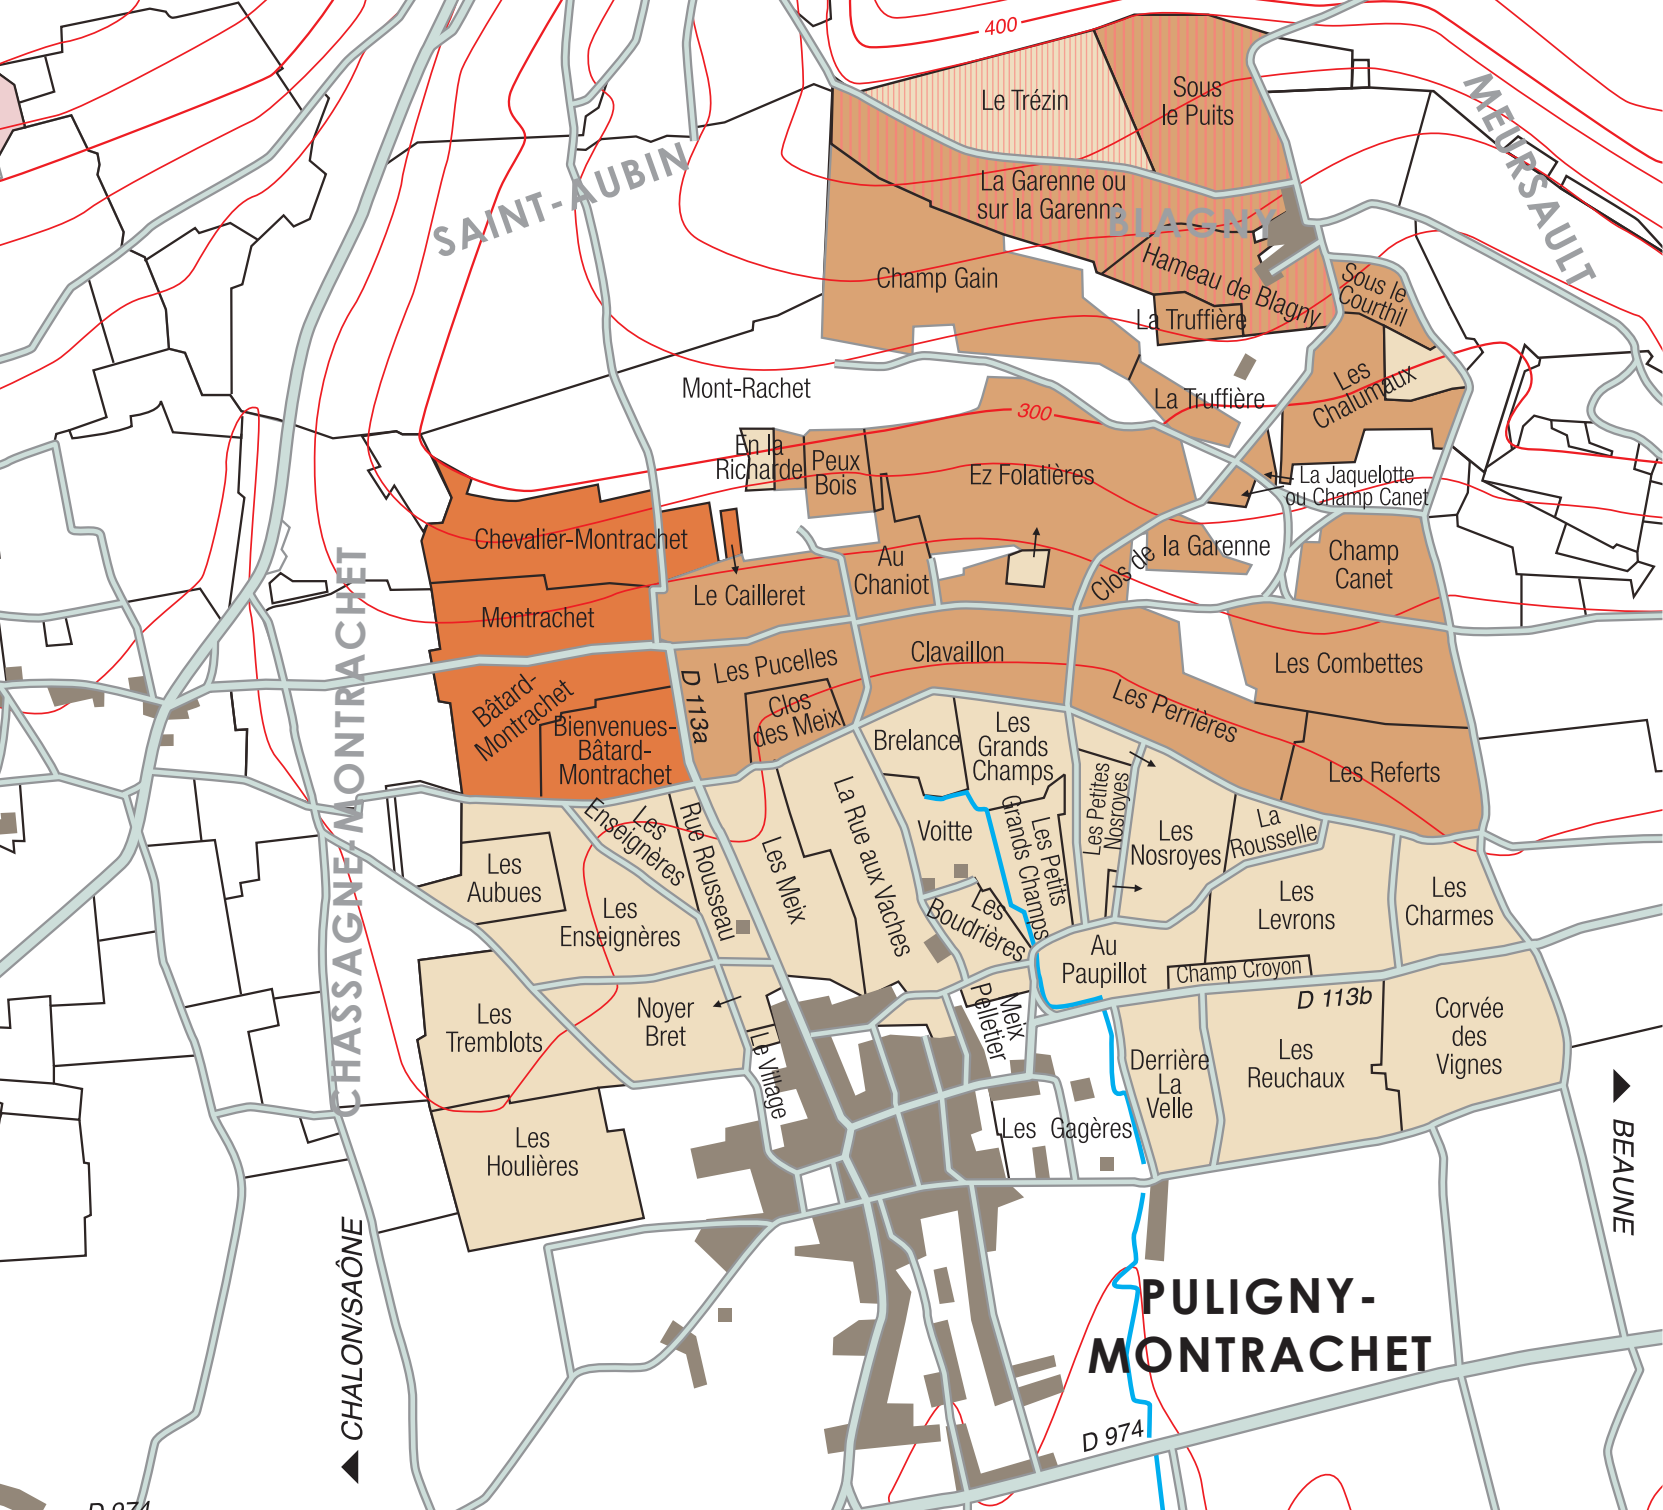 400
Le Trézin
Sous
le Puits
MEURSAULT
SAINT-AUBIN
La Garenne ou
sur la Garenne
BLAGNY
Champ Gain
Hameau de Blagny
Sous le
Courthil
La Truffière
Mont-Rachet
La Truffière
Les
Chalumaux
300
En la
Richarde
Peux
Bois
Ez Folatières
La Jaquelotte
ou Champ Canet
Chevalier-Montrachet
Au
Chaniot
Clos de la Garenne
Champ
Canet
Le Cailleret
Montrachet
CHASSAGNE-MONTRACHET
Les Pucelles
Clavaillon
Les Combettes
D 113a
Bâtard-
Montrachet
Clos
des Meix
Les Perrières
Bienvenues-
Bâtard-
Montrachet
Brelance
Les
Grands
Champs
Les Referts
Les Petites
Nosroyes
Les
Enseignères
Rue Rousseau
Les Meix
La Rue aux Vaches
Voitte
Les Petits
Grands Champs
Les
Nosroyes
La
Rousselle
Les
Aubues
Les
Enseignères
Les
Boudrières
Les
Levrons
Les
Charmes
Au
Paupillot
Champ Croyon
D 113b
Les
Tremblots
Noyer
Bret
Le Village
Meix
Pelletier
Derrière
La
Velle
Les
Reuchaux
Corvée
des
Vignes
Les Gagères
Les
Houlières
BEAUNE
CHALON/SAÔNE
PULIGNY-
MONTRACHET
D 974
D 974